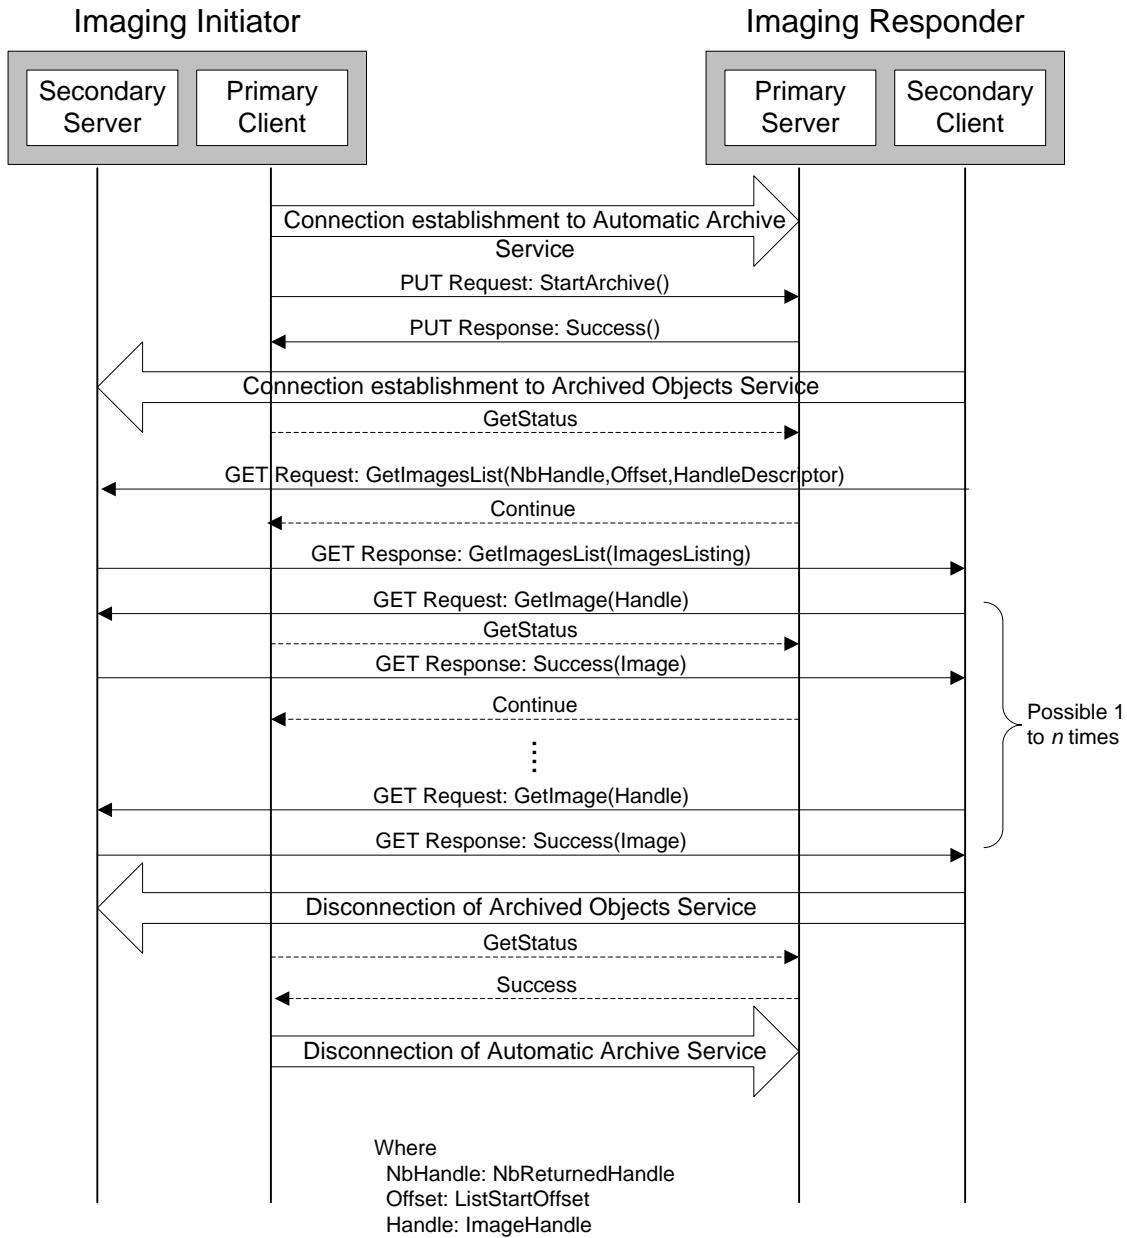 Imaging Initiator
Imaging Responder
Secondary
Server
Primary
Client
Primary
Server
Secondary
Client
Connection establishment to Automatic Archive
Service
PUT Request: StartArchive()
PUT Response: Success()
Connection establishment to Archived Objects Service
GetStatus
GET Request: GetImagesList(NbHandle,Offset,HandleDescriptor)
Continue
GET Response: GetImagesList(ImagesListing)
GET Request: GetImage(Handle)
GetStatus
GET Response: Success(Image)
Continue
Possible 1
to n times
GET Request: GetImage(Handle)
GET Response: Success(Image)
Disconnection of Archived Objects Service
GetStatus
Success
Disconnection of Automatic Archive Service
Where
NbHandle: NbReturnedHandle
Offset: ListStartOffset
Handle: ImageHandle